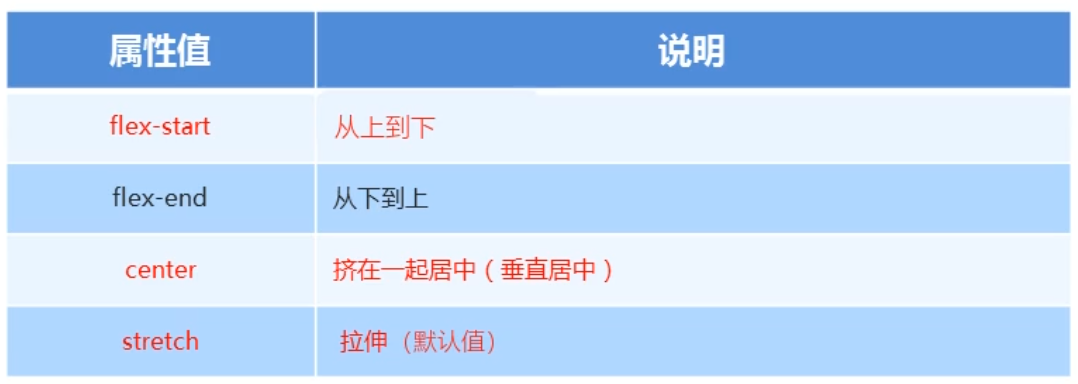 属性值 说明
flex-start 从上到下
flex-end 从下到上
center 挤在一起居中（垂直居中）
stretch 拉伸（默认值）